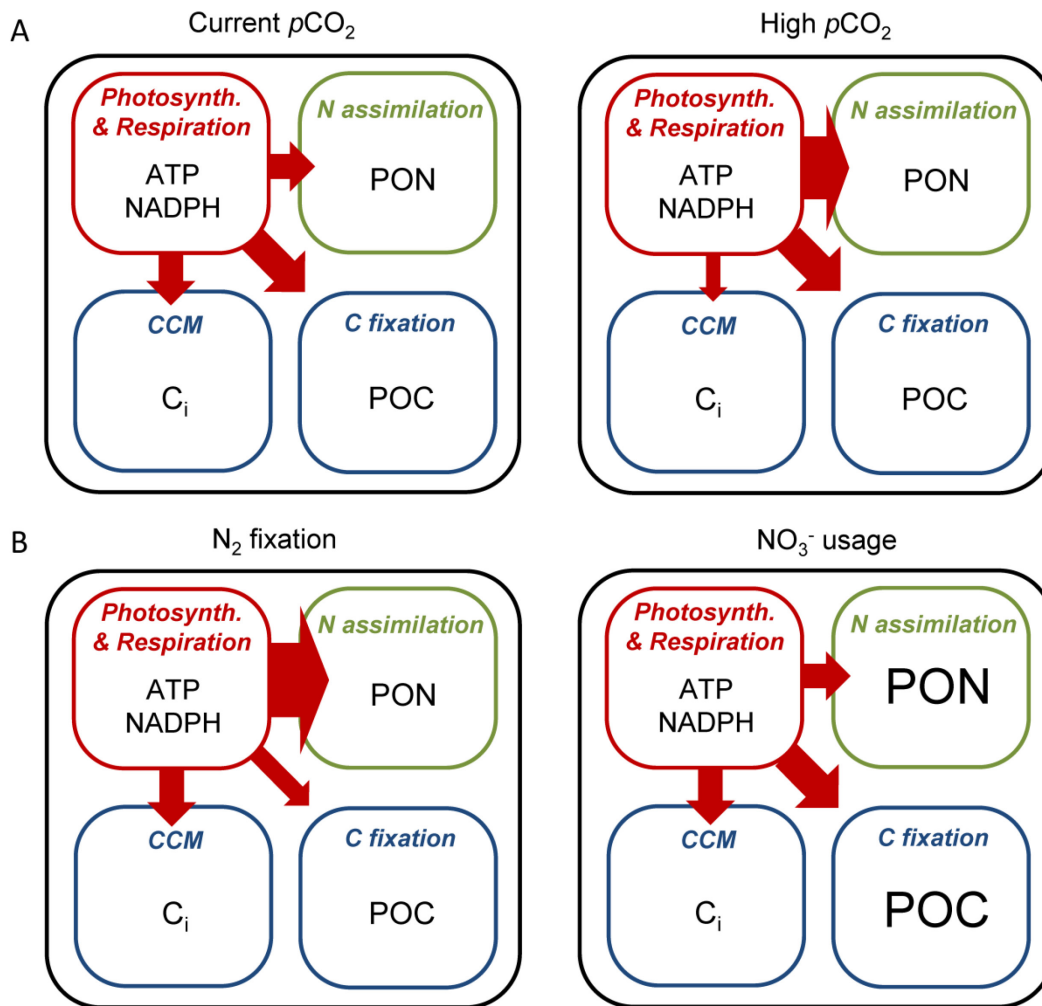 A
Current pCO₂
High pCO₂
Photosynth.
& Respiration
ATP
NADPH
N assimilation
PON
CCM
Cᵢ
C fixation
POC
Photosynth.
& Respiration
ATP
NADPH
N assimilation
PON
CCM
Cᵢ
C fixation
POC
B
N₂ fixation
NO₃⁻ usage
Photosynth.
& Respiration
ATP
NADPH
N assimilation
PON
CCM
Cᵢ
C fixation
POC
Photosynth.
& Respiration
ATP
NADPH
N assimilation
PON
CCM
Cᵢ
C fixation
POC